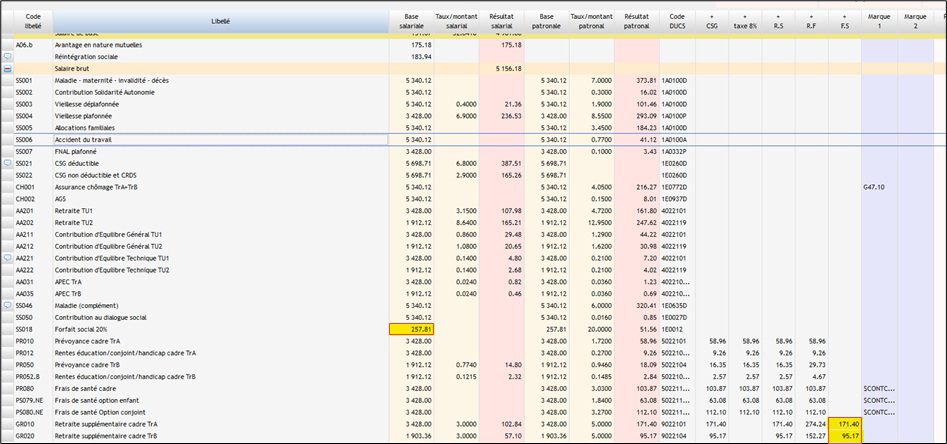 Code libellé Libellé Base salariale Taux/montant salarial Résultat salarial Base patronale Taux/montant patronal Résultat patronal Code DUCS + CSG + taxe 8% + R.S + R.F + F.S Marque 1 Marque 2
A06.b Avantage en nature mutuelles 175.18 175.18
Réintégration sociale 183.94
Salaire brut 5 156.18
SS001 Maladie - maternité - invalidité - décès 5 340.12 5 340.12 7.0000 373.81 1A0100D
SS002 Contribution Solidarité Autonomie 5 340.12 5 340.12 0.3000 16.02 1A0100D
SS003 Vieillesse déplafonnée 5 340.12 0.4000 21.36 5 340.12 1.9000 101.46 1A0100D
SS004 Viellesse plafonnée 3 428.00 6.9000 236.53 3 428.00 8.5500 293.09 1A0100P
SS005 Allocations familiales 5 340.12 5 340.12 3.4500 184.23 1A0100D
SS006 Accident du travail 5 340.12 5 340.12 0.7700 41.12 1A0100A
SS007 FNAL plafonné 3 428.00 3 428.00 0.1000 3.43 1A0332P
SS021 CSG déductible 5 698.71 6.8000 387.51 5 698.71 1E0260D
SS022 CSG non déductible et CRDS 5 698.71 2.9000 165.26 5 698.71 1E0260D
CH001 Assurance chômage TrA+TrB 5 340.12 5 340.12 4.0500 216.27 1E0772D G47.10
CH002 AGS 5 340.12 5 340.12 0.1500 8.01 1E0937D
AA201 Retraite TU1 3 428.00 3.1500 107.98 3 428.00 4.7200 161.80 4022101
AA202 Retraite TU2 1 912.12 8.6400 165.21 1 912.12 12.9500 247.62 4022119
AA211 Contribution d'Equilibre Général TU1 3 428.00 0.8600 29.48 3 428.00 1.2900 44.22 4022101
AA212 Contribution d'Equilibre Général TU2 1 912.12 1.0800 20.65 1 912.12 1.6200 30.98 4022119
AA221 Contribution d'Equilibre Technique TU1 3 428.00 0.1400 4.80 3 428.00 0.2100 7.20 4022101
AA222 Contribution d'Equilibre Technique TU2 1 912.12 0.1400 2.68 1 912.12 0.2100 4.02 4022119
AA031 APEC TrA 3 428.00 0.0240 0.82 3 428.00 0.0360 1.23 402210...
AA035 APEC TrB 1 912.12 0.0240 0.46 1 912.12 0.0360 0.69 402210...
SS046 Maladie (complément) 5 340.12 5 340.12 6.0000 320.41 1E0635D
SS050 Contribution au dialogue social 5 340.12 5 340.12 0.0160 0.85 1E0027D
SS018 Forfait social 20% 257.81 257.81 20.0000 51.56 1E0012
PR010 Prévoyance cadre TrA 3 428.00 3 428.00 1.7200 58.96 5022101 58.96 58.96 58.96 58.96
PR012 Rentes éducation/conjoint/handicap cadre TrA 3 428.00 3 428.00 0.2700 9.26 502210... 9.26 9.26 9.26 9.26
PR050 Prévoyance cadre TrB 1 912.12 0.7740 14.80 1 912.12 0.9460 18.09 502210... 16.35 16.35 16.35 29.73
PR052.B Rentes éducation/conjoint/handicap cadre TrB 1 912.12 0.1215 2.32 1 912.12 0.1485 2.84 502210... 2.57 2.57 2.57 4.67
PR080 Frais de santé cadre 3 428.00 3 428.00 3.0300 103.87 502211... 103.87 103.87 103.87 103.87 $CONTC...
PS079.NE Frais de santé option enfant 3 428.00 3 428.00 1.8400 63.08 502211... 63.08 63.08 63.08 63.08 $CONTC...
PS080.NE Frais de santé Option conjoint 3 428.00 3 428.00 3.2700 112.10 502211... 112.10 112.10 112.10 112.10 $CONTC...
GR010 Retraite supplémentaire cadre TrA 3 428.00 3.0000 102.84 3 428.00 5.0000 171.40 9022101 171.40 171.40 274.24 171.40
GR020 Retraite supplémentaire cadre TrB 1 903.36 3.0000 57.10 1 903.36 5.0000 95.17 9022104 95.17 95.17 152.27 95.17